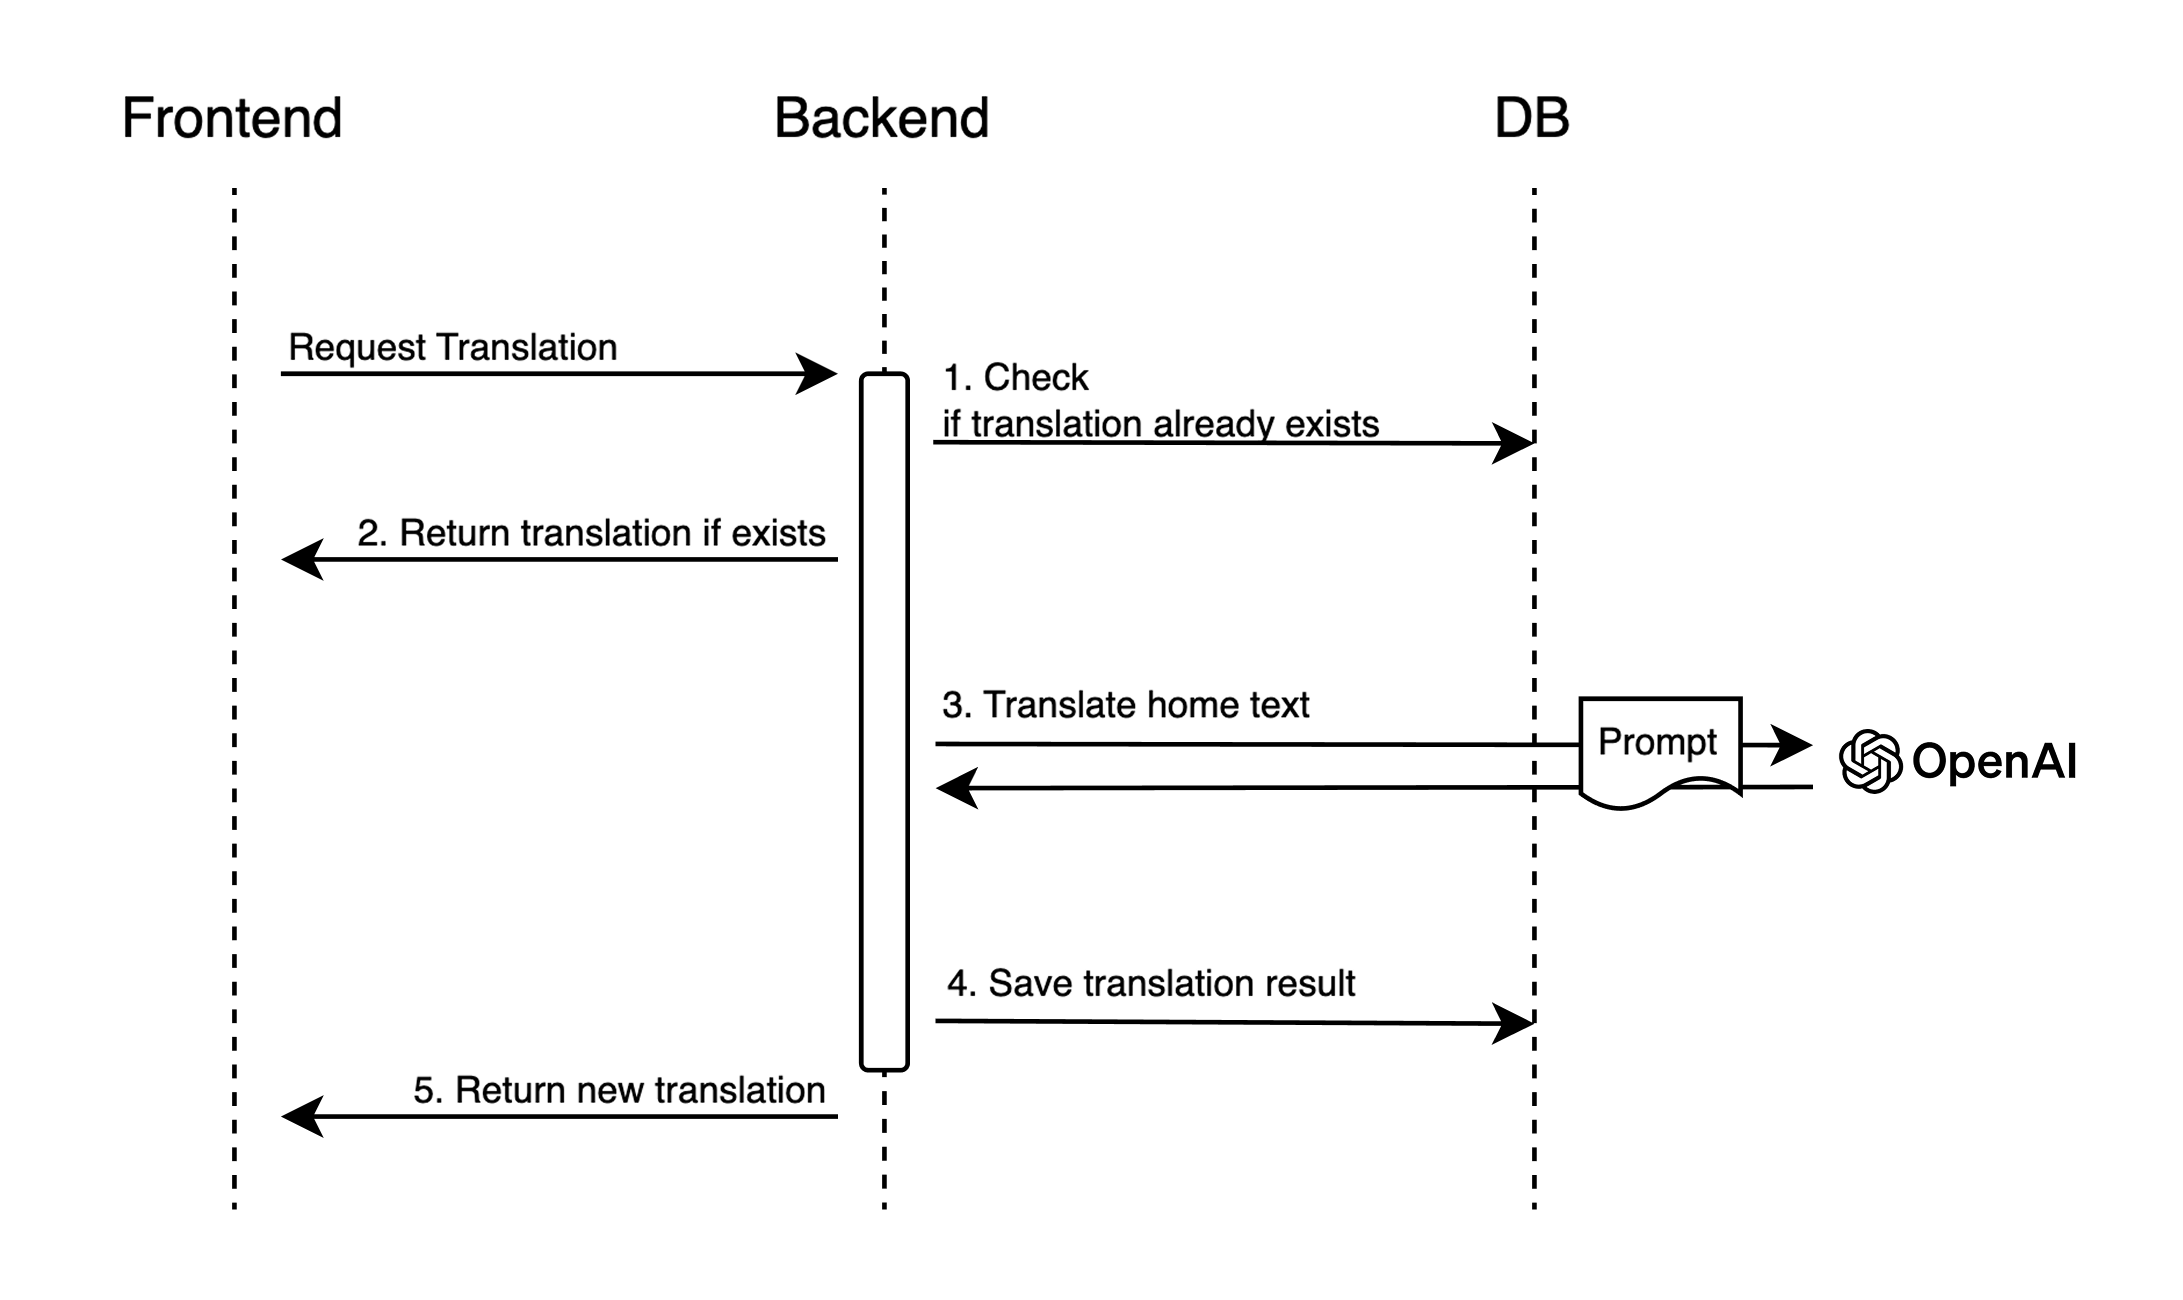 Frontend
Backend
DB
Request Translation
1. Check
if translation already exists
2. Return translation if exists
3. Translate home text
Prompt
OpenAI
4. Save translation result
5. Return new translation